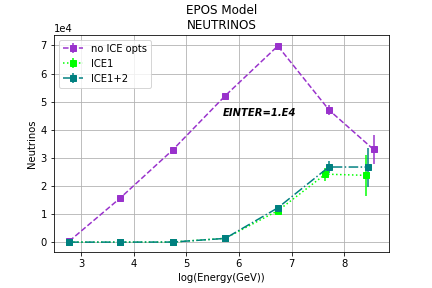 EPOS Model
NEUTRINOS
1e4
no ICE opts
ICE1
ICE1+2
EINTER=1.E4
Neutrinos
7
6
5
4
3
2
1
0
3 4 5 6 7 8
log(Energy(GeV))